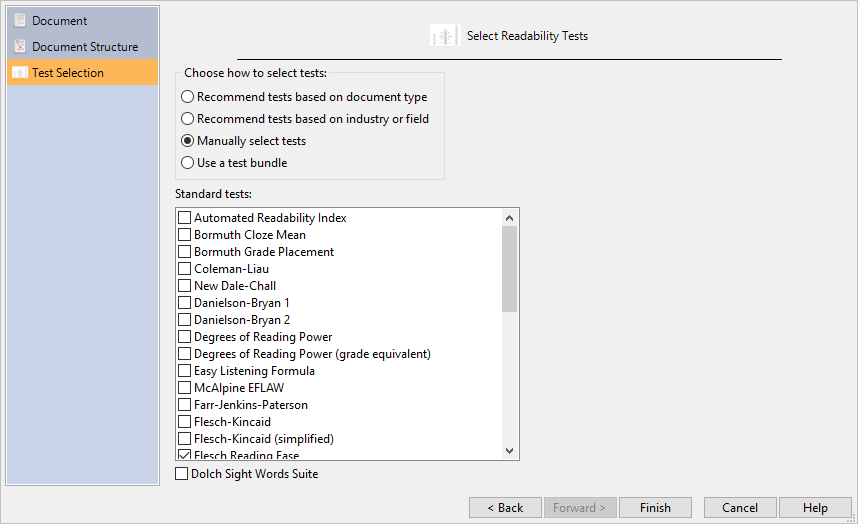 Document
Document Structure
Test Selection
Select Readability Tests
Choose how to select tests:
Recommend tests based on document type
Recommend tests based on industry or field
Manually select tests
Use a test bundle
Standard tests:
Automated Readability Index
Bormuth Cloze Mean
Bormuth Grade Placement
Coleman-Liau
New Dale-Chall
Danielson-Bryan 1
Danielson-Bryan 2
Degrees of Reading Power
Degrees of Reading Power (grade equivalent)
Easy Listening Formula
McAlpine EFLAW
Farr-Jenkins-Paterson
Flesch-Kincaid
Flesch-Kincaid (simplified)
Flesch Reading Ease
Dolch Sight Words Suite
< Back
Forward >
Finish
Cancel
Help